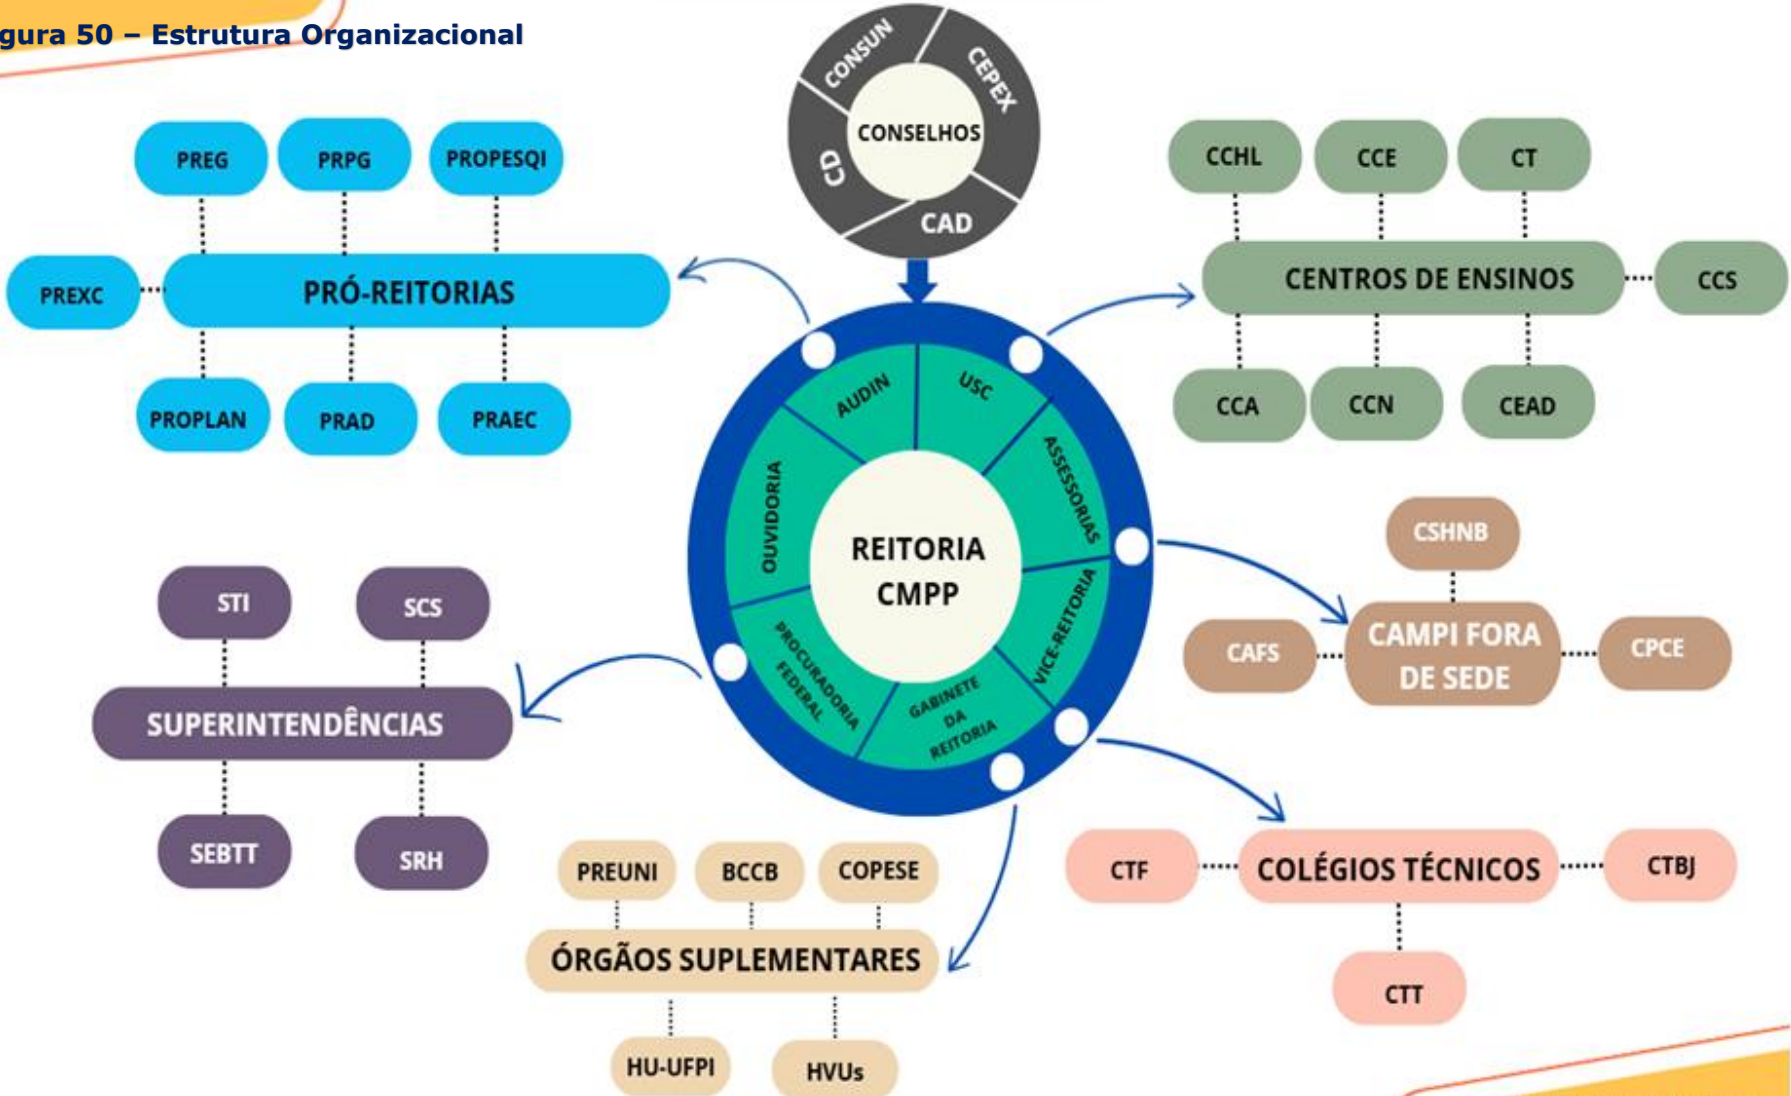 gura 50 – Estrutura Organizacional
CONSUN
CEPEX
CONSELHOS
CD
CAD
PREG
PRPG
PROPESQI
PREXC
PRÓ-REITORIAS
PROPLAN
PRAD
PRAEC
CCHL
CCE
CT
CENTROS DE ENSINOS
CCS
CCA
CCN
CEAD
AUDIN
USC
OUVIDORIA
ASSESSORIAS
REITORIA
CMPP
VICE-REITORIA
PROCURADORIA
FEDERAL
GABINETE
DA
REITORIA
CSHNB
CAFS
CAMPI FORA
DE SEDE
CPCE
STI
SCS
SUPERINTENDÊNCIAS
SEBTT
SRH
PREUNI
BCCB
COPESE
ÓRGÃOS SUPLEMENTARES
HU-UFPI
HVUs
CTF
COLÉGIOS TÉCNICOS
CTBJ
CTT